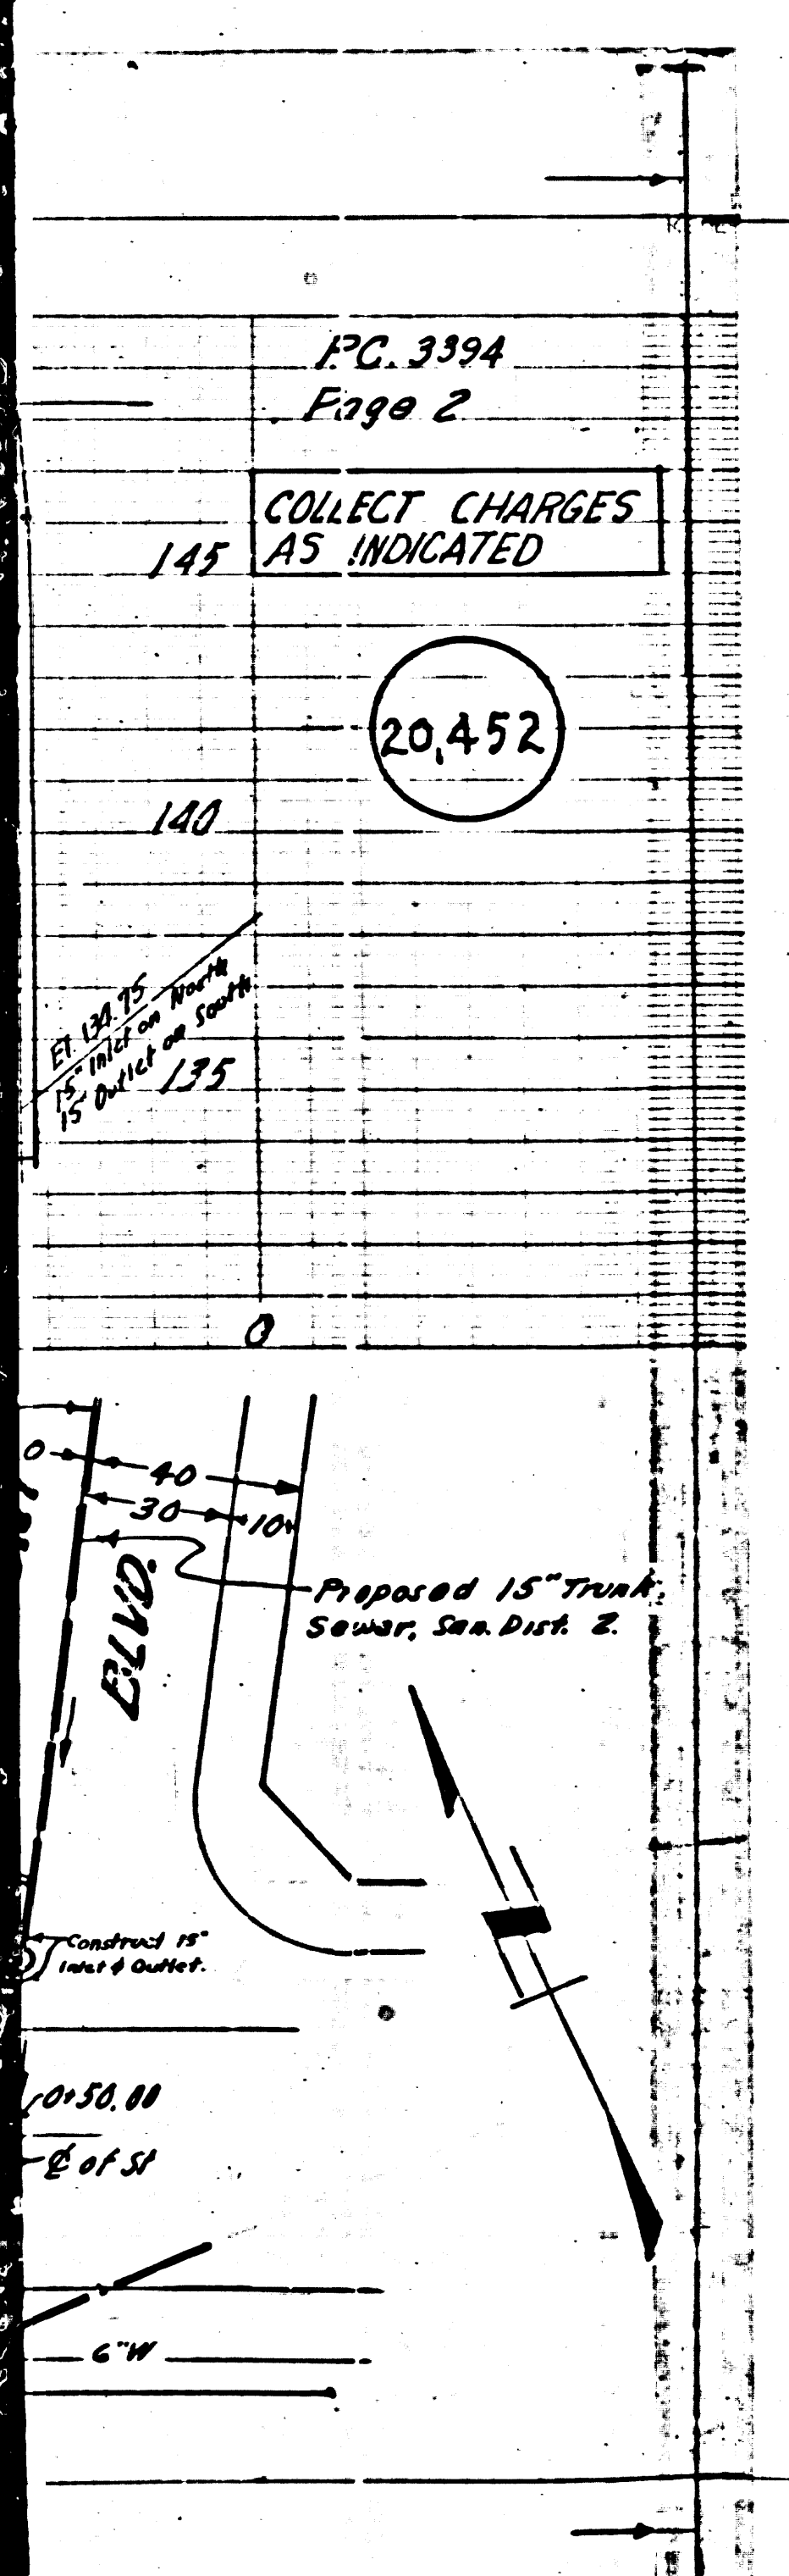 P.C. 3394
Page 2
COLLECT CHARGES
AS INDICATED
145
20,452
140
El. 134.75
15" Inlet on North
15" Outlet on South
135
0
0
40
30
10
BLVD.
Proposed 15" Trunk
Sewer, San. Dist. 2.
Construct 15"
Inlet & Outlet.
0+50.00
℄ of St
6"W